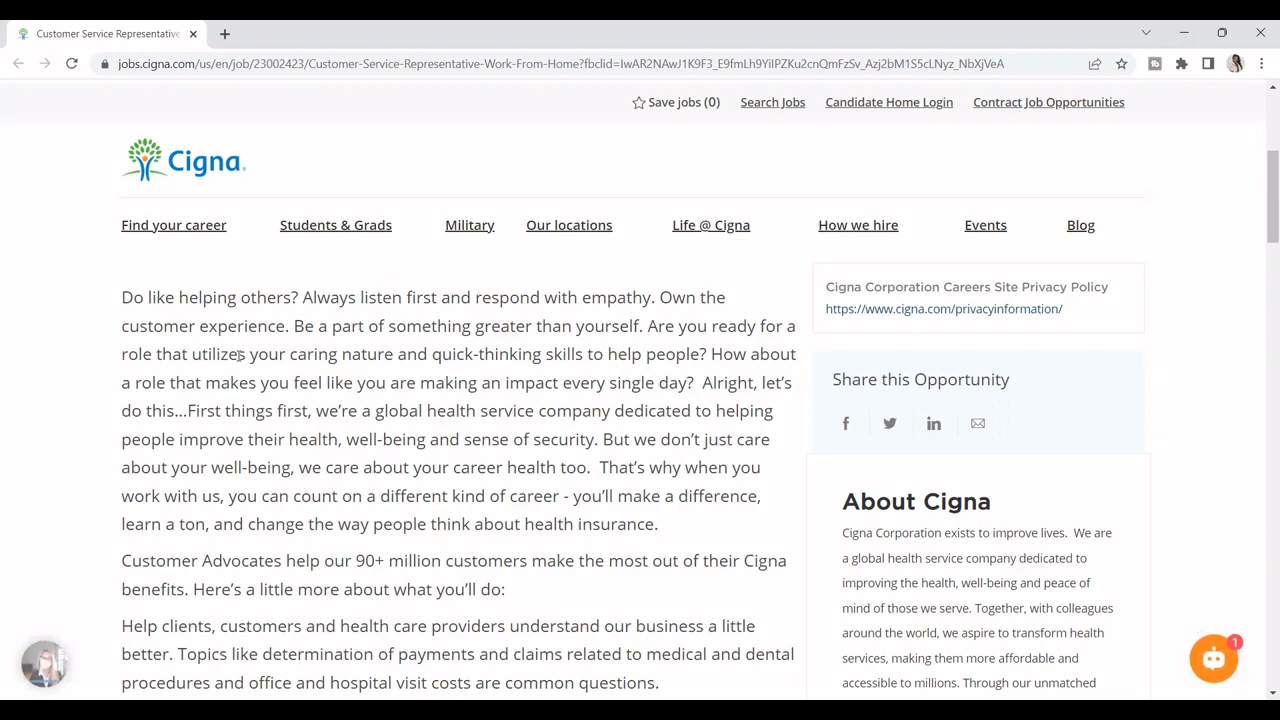 Customer Service Representative
jobs.cigna.com/us/en/job/23002423/Customer-Service-Representative-Work-From-Home?fbclid=IwAR2NAwJ1K9F3_E9fmLh9YiIPZKu2cnQmFzSv_Azj2bM1S5cLNyz_NbXjVeA
Save jobs (0) Search Jobs Candidate Home Login Contract Job Opportunities
Cigna.
Find your career Students & Grads Military Our locations Life @ Cigna How we hire Events Blog
Do like helping others? Always listen first and respond with empathy. Own the
customer experience. Be a part of something greater than yourself. Are you ready for a
role that utilizes your caring nature and quick-thinking skills to help people? How about
a role that makes you feel like you are making an impact every single day? Alright, let's
do this...First things first, we're a global health service company dedicated to helping
people improve their health, well-being and sense of security. But we don't just care
about your well-being, we care about your career health too. That's why when you
work with us, you can count on a different kind of career - you'll make a difference,
learn a ton, and change the way people think about health insurance.
Customer Advocates help our 90+ million customers make the most out of their Cigna
benefits. Here's a little more about what you'll do:
Help clients, customers and health care providers understand our business a little
better. Topics like determination of payments and claims related to medical and dental
procedures and office and hospital visit costs are common questions.
Cigna Corporation Careers Site Privacy Policy
https://www.cigna.com/privacyinformation/
Share this Opportunity
About Cigna
Cigna Corporation exists to improve lives. We are
a global health service company dedicated to
improving the health, well-being and peace of
mind of those we serve. Together, with colleagues
around the world, we aspire to transform health
services, making them more affordable and
accessible to millions. Through our unmatched
1